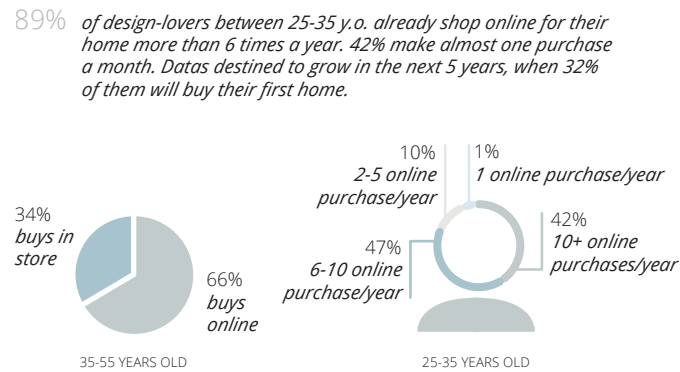 89%
of design-lovers between 25-35 y.o. already shop online for their
home more than 6 times a year. 42% make almost one purchase
a month. Datas destined to grow in the next 5 years, when 32%
of them will buy their first home.
34%
buys in
store
66%
buys
online
35-55 YEARS OLD
10%
2-5 online
purchase/year
1%
1 online purchase/year
47%
6-10 online
purchase/year
42%
10+ online
purchases/year
25-35 YEARS OLD